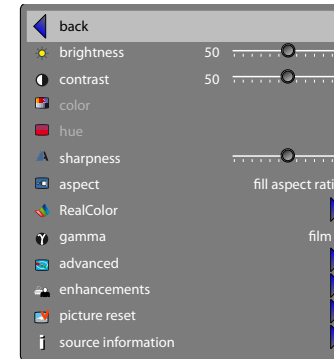 back
brightness 50
contrast 50
color
hue
sharpness
aspect fill aspect rati
RealColor
gamma film
advanced
enhancements
picture reset
source information